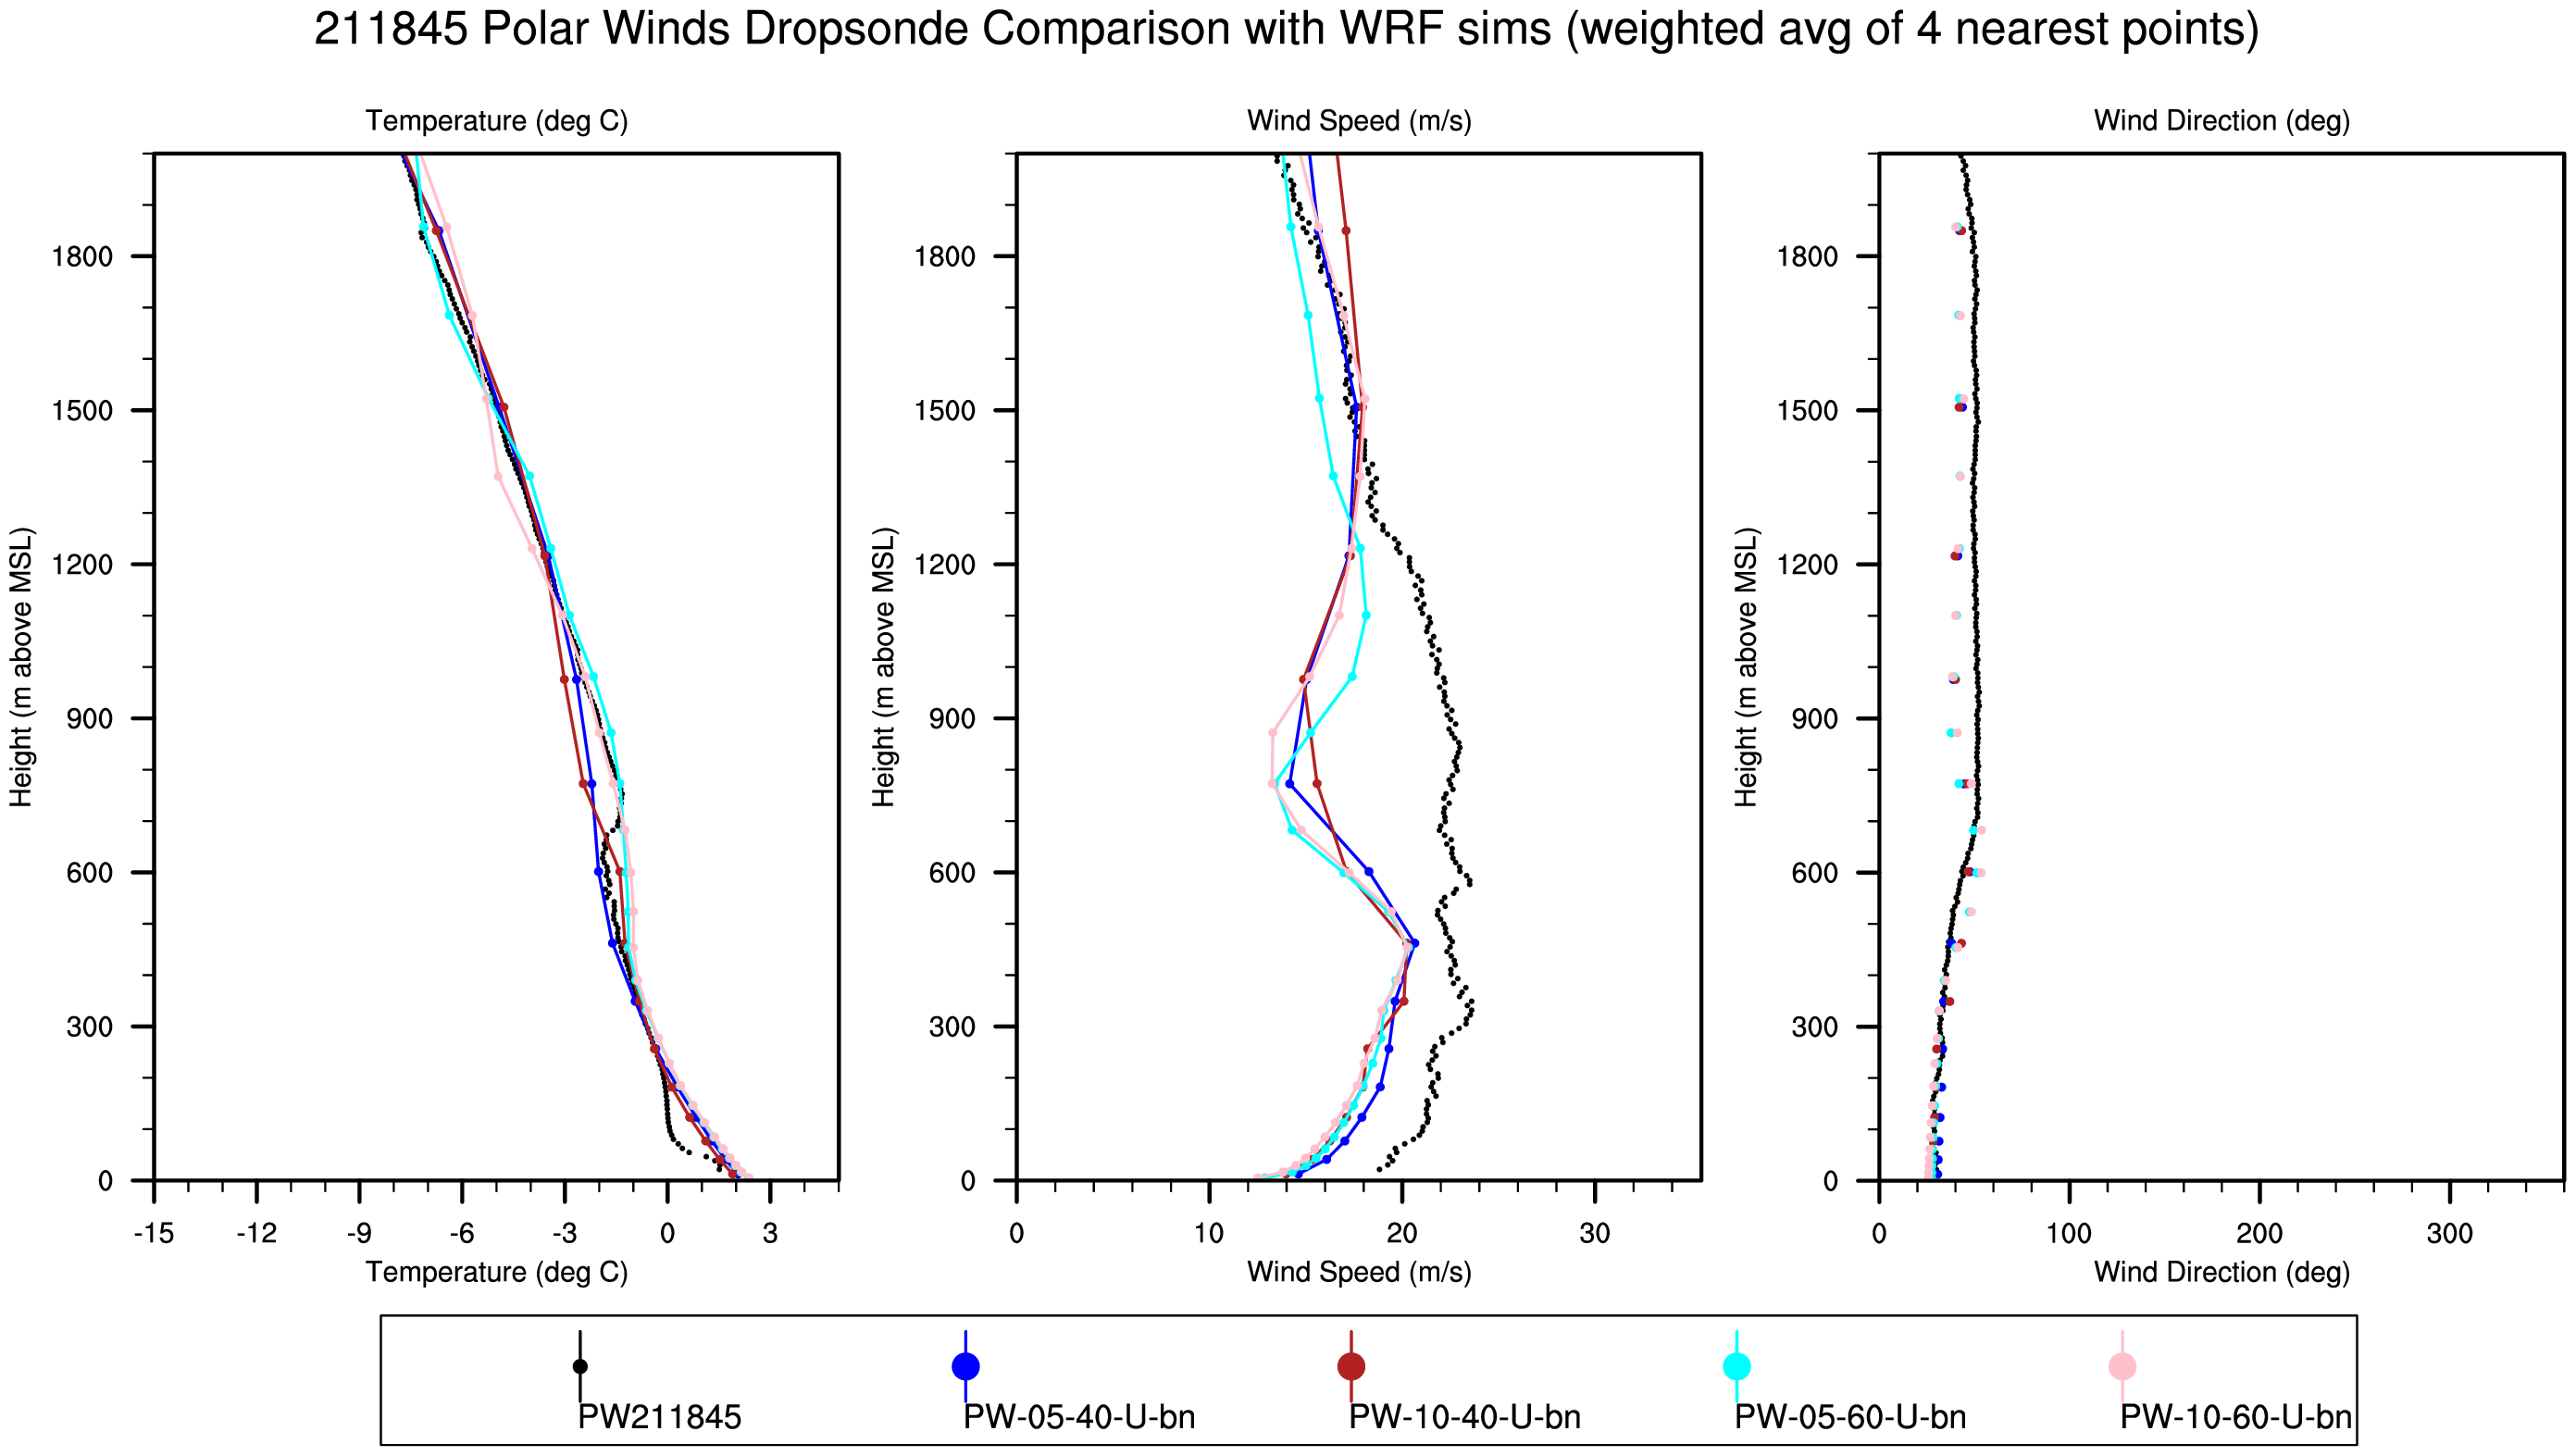 211845 Polar Winds Dropsonde Comparison with WRF sims (weighted avg of 4 nearest points)
Temperature (deg C)
Wind Speed (m/s)
Wind Direction (deg)
Height (m above MSL)
1800
1500
1200
900
600
300
0
-15 -12 -9 -6 -3 0 3
Temperature (deg C)
Height (m above MSL)
1800
1500
1200
900
600
300
0
0 10 20 30
Wind Speed (m/s)
Height (m above MSL)
1800
1500
1200
900
600
300
0
0 100 200 300
Wind Direction (deg)
PW211845
PW-05-40-U-bn
PW-10-40-U-bn
PW-05-60-U-bn
PW-10-60-U-bn